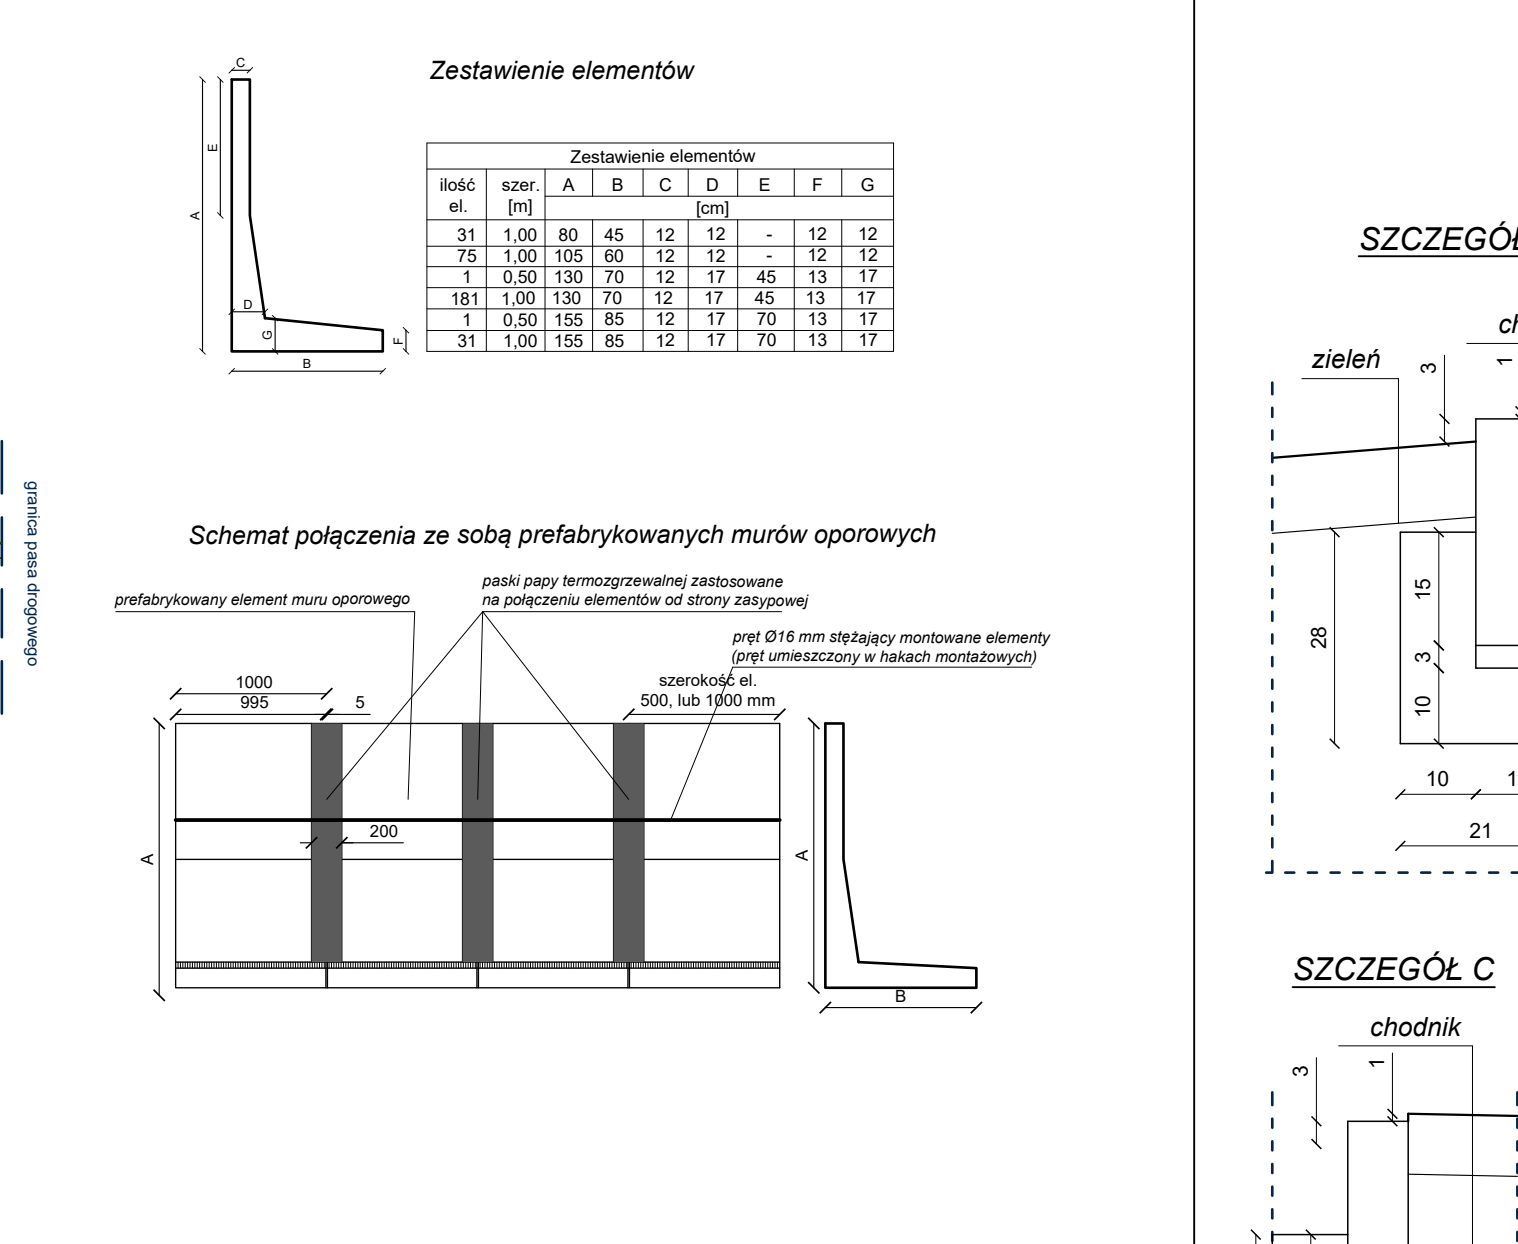 Zestawienie elementów
C
E
A
D
G
F
B
Zestawienie elementów
ilość el. szer. [m] A B C D E F G
[cm]
31 1,00 80 45 12 12 - 12 12
75 1,00 105 60 12 12 - 12 12
1 0,50 130 70 12 17 45 13 17
181 1,00 130 70 12 17 45 13 17
1 0,50 155 85 12 17 70 13 17
31 1,00 155 85 12 17 70 13 17
granica pasa drogowego
Schemat połączenia ze sobą prefabrykowanych murów oporowych
prefabrykowany element muru oporowego
paski papy termozgrzewalnej zastosowane
na połączeniu elementów od strony zasypowej
pręt Ø16 mm stężający montowane elementy
(pręt umieszczony w hakach montażowych)
szerokość el.
500, lub 1000 mm
1000
995 5
200
A
A
B
SZCZEGÓŁ
ch
zieleń
3
1
28
15
3
10
10 1
21
SZCZEGÓŁ C
chodnik
3
1